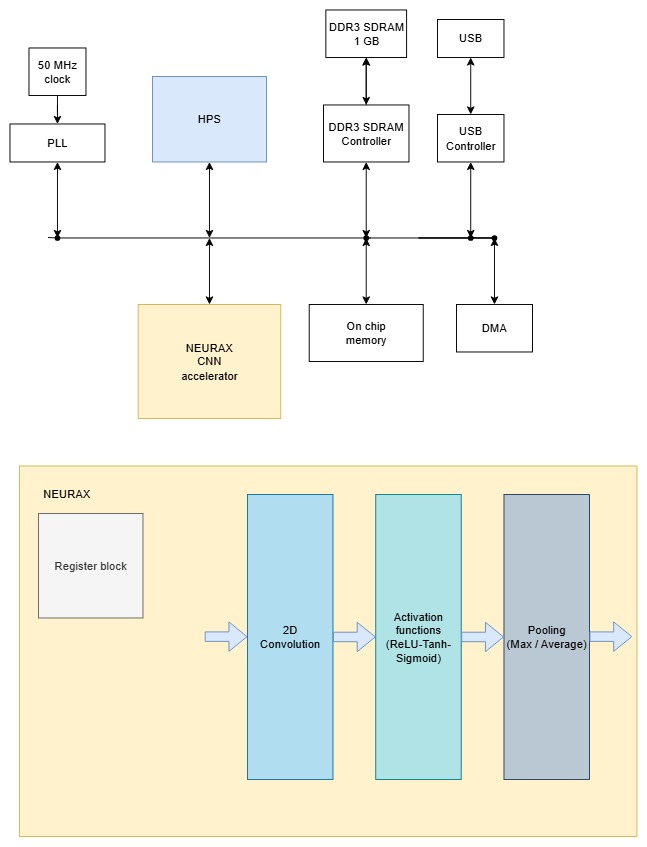 50 MHz
clock
PLL
HPS
DDR3 SDRAM
1 GB
DDR3 SDRAM
Controller
USB
USB
Controller
NEURAX
CNN
accelerator
On chip
memory
DMA
NEURAX
Register block
2D
Convolution
Activation
functions
(ReLU-Tanh-
Sigmoid)
Pooling
(Max / Average)